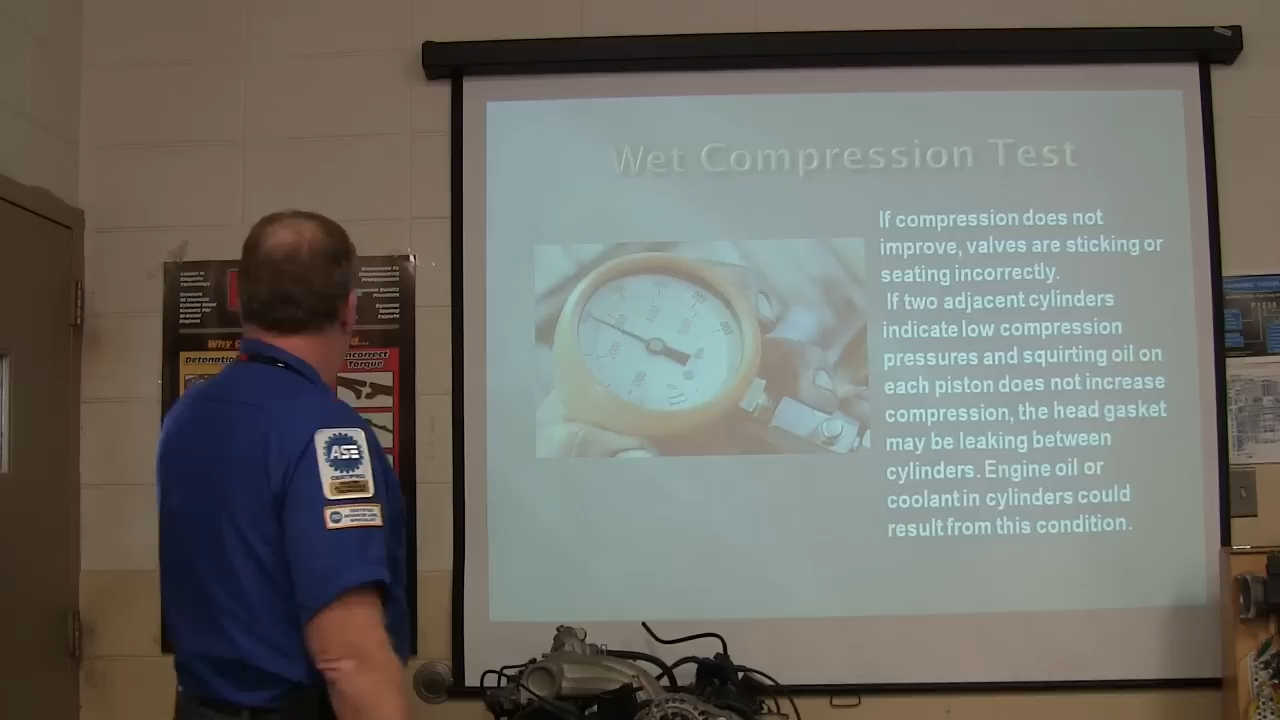 Wet Compression Test
If compression does not
improve, valves are sticking or
seating incorrectly.
If two adjacent cylinders
indicate low compression
pressures and squirting oil on
each piston does not increase
compression, the head gasket
may be leaking between
cylinders. Engine oil or
coolant in cylinders could
result from this condition.
Detonatio
Incorrect
Torque
ASE
CERTIFIED